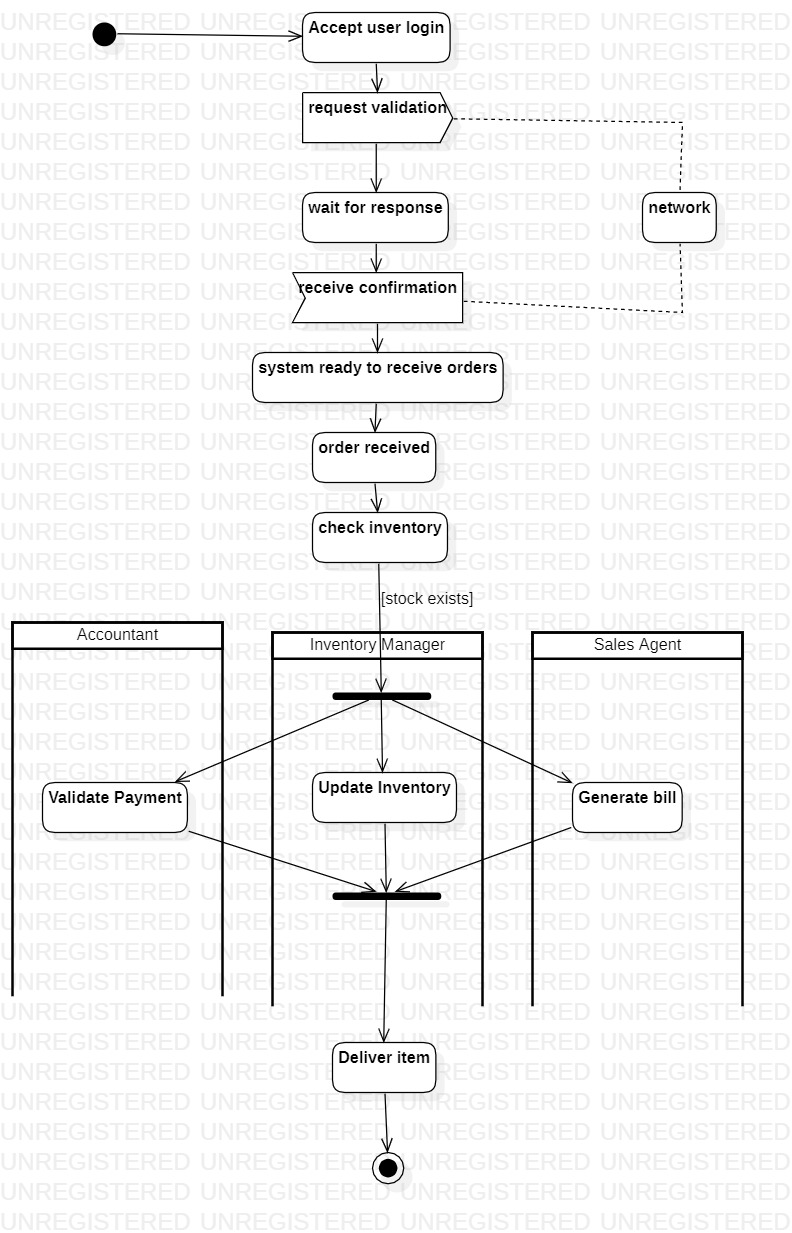 Accept user login
request validation
wait for response
network
receive confirmation
system ready to receive orders
order received
check inventory
[stock exists]
Accountant
Inventory Manager
Sales Agent
Validate Payment
Update Inventory
Generate bill
Deliver item
UNREGISTERED